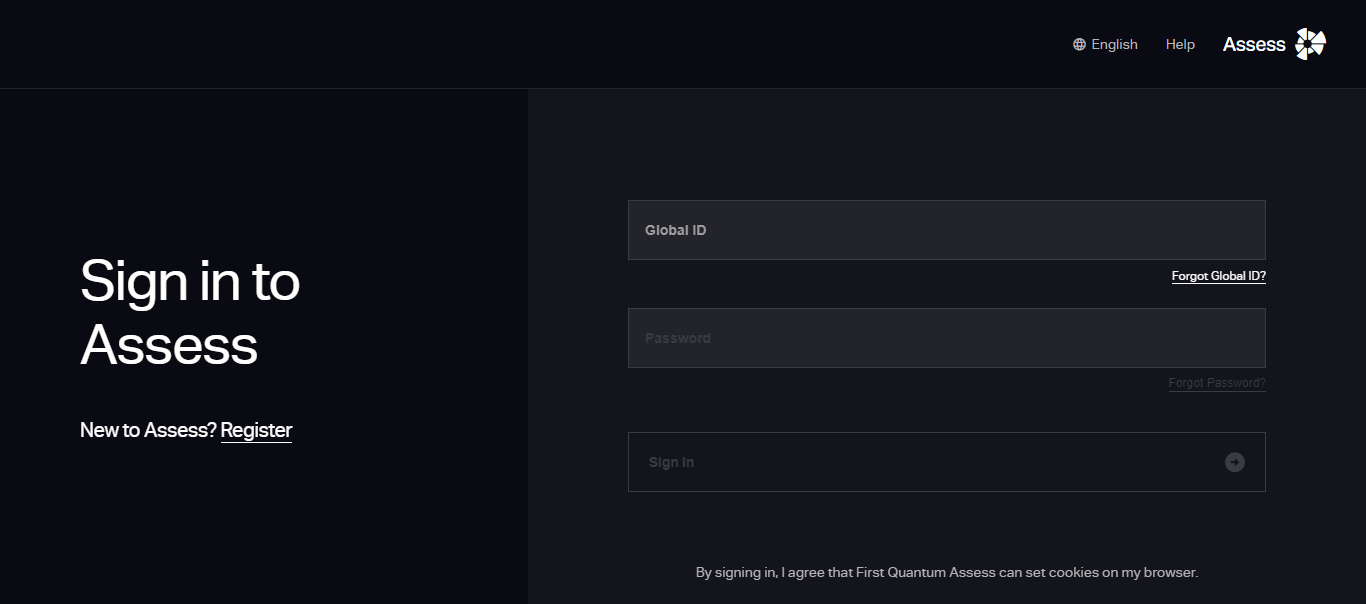 English Help Assess
Sign in to
Assess
New to Assess? Register
Global ID
Forgot Global ID?
Password
Forgot Password?
Sign In
By signing in, I agree that First Quantum Assess can set cookies on my browser.